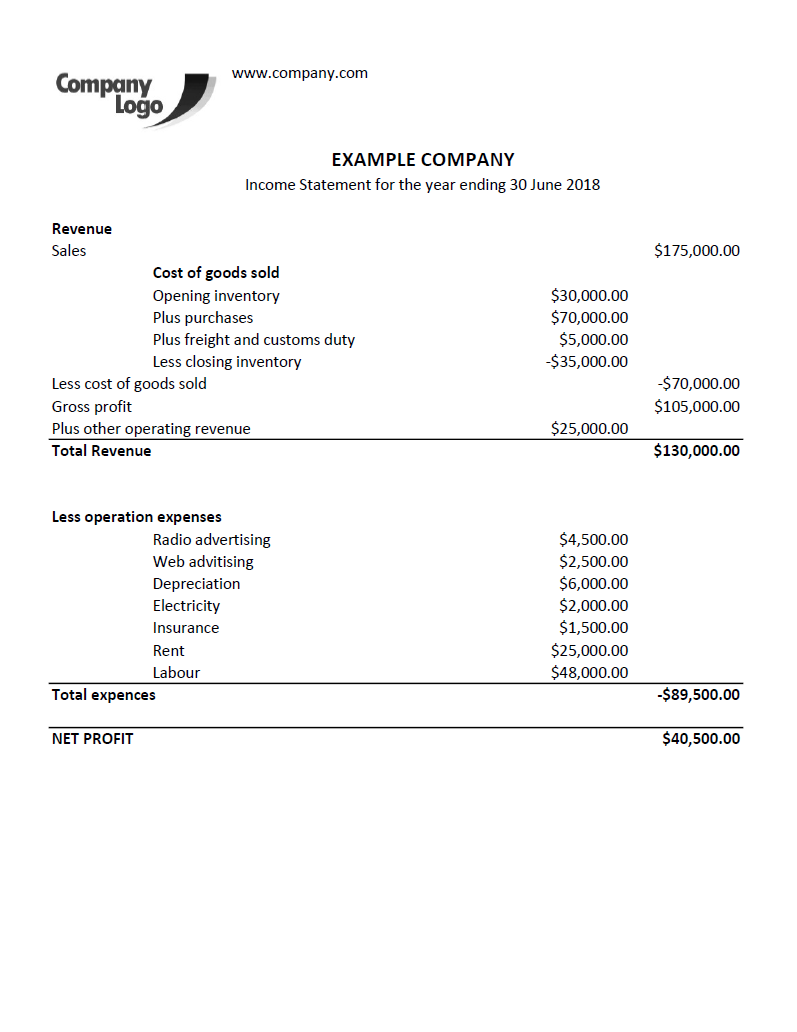 Company
Logo
www.company.com
EXAMPLE COMPANY
Income Statement for the year ending 30 June 2018
Revenue
Sales $175,000.00
Cost of goods sold
Opening inventory $30,000.00
Plus purchases $70,000.00
Plus freight and customs duty $5,000.00
Less closing inventory -$35,000.00
Less cost of goods sold -$70,000.00
Gross profit $105,000.00
Plus other operating revenue $25,000.00
Total Revenue $130,000.00
Less operation expenses
Radio advertising $4,500.00
Web advitising $2,500.00
Depreciation $6,000.00
Electricity $2,000.00
Insurance $1,500.00
Rent $25,000.00
Labour $48,000.00
Total expences -$89,500.00
NET PROFIT $40,500.00